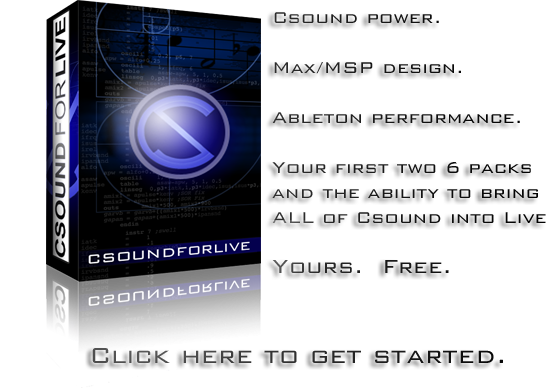 Csound power.
Max/MSP design.
Ableton performance.
Your first two 6 packs
and the ability to bring
ALL of Csound into Live
Yours. Free.
CSOUND FOR LIVE
CSOUNDFORLIVE
Click here to get started.